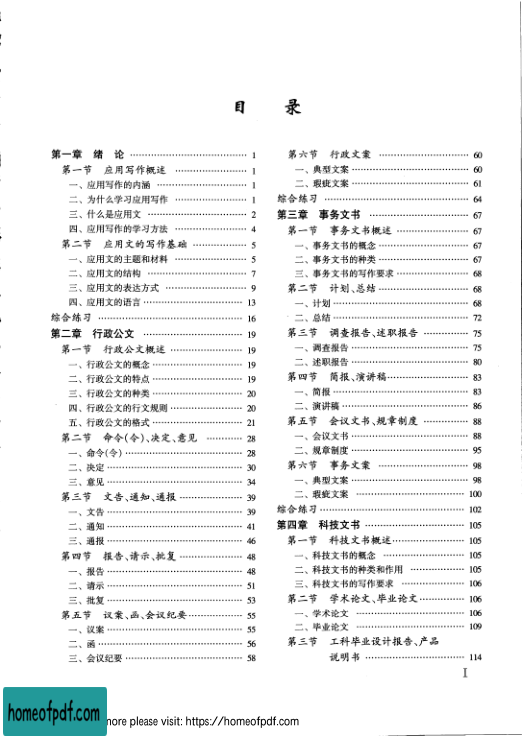 目 录
第一章 绪 论 …… 1
第一节 应用写作概述 …… 1
一、应用写作的内涵 …… 1
二、为什么学习应用写作 …… 1
三、什么是应用文 …… 2
四、应用写作的学习方法 …… 4
第二节 应用文的写作基础 …… 5
一、应用文的主题和材料 …… 5
二、应用文的结构 …… 7
三、应用文的表达方式 …… 9
四、应用文的语言 …… 13
综合练习 …… 16
第二章 行政公文 …… 19
第一节 行政公文概述 …… 19
一、行政公文的概念 …… 19
二、行政公文的特点 …… 19
三、行政公文的种类 …… 20
四、行政公文的行文规则 …… 20
五、行政公文的格式 …… 21
第二节 命令(令)、决定、意见 …… 28
一、命令(令) …… 28
二、决定 …… 30
三、意见 …… 34
第三节 文告、通知、通报 …… 39
一、文告 …… 39
二、通知 …… 41
三、通报 …… 46
第四节 报告、请示、批复 …… 48
一、报告 …… 48
二、请示 …… 51
三、批复 …… 53
第五节 议案、函、会议纪要 …… 55
一、议案 …… 55
二、函 …… 56
三、会议纪要 …… 58
第六节 行政文案 …… 60
一、典型文案 …… 60
二、瑕疵文案 …… 61
综合练习 …… 64
第三章 事务文书 …… 67
第一节 事务文书概述 …… 67
一、事务文书的概念 …… 67
二、事务文书的种类 …… 67
三、事务文书的写作要求 …… 68
第二节 计划、总结 …… 68
一、计划 …… 68
二、总结 …… 72
第三节 调查报告、述职报告 …… 75
一、调查报告 …… 75
二、述职报告 …… 80
第四节 简报、演讲稿 …… 83
一、简报 …… 83
二、演讲稿 …… 86
第五节 会议文书、规章制度 …… 88
一、会议文书 …… 88
二、规章制度 …… 95
第六节 事务文案 …… 98
一、典型文案 …… 98
二、瑕疵文案 …… 100
综合练习 …… 102
第四章 科技文书 …… 105
第一节 科技文书概述 …… 105
一、科技文书的概念 …… 105
二、科技文书的种类和作用 …… 105
三、科技文书的写作要求 …… 106
第二节 学术论文、毕业论文 …… 106
一、学术论文 …… 106
二、毕业论文 …… 109
第三节 工科毕业设计报告、产品
说明书 …… 114
I
homeofpdf.com
more please visit: https://homeofpdf.com